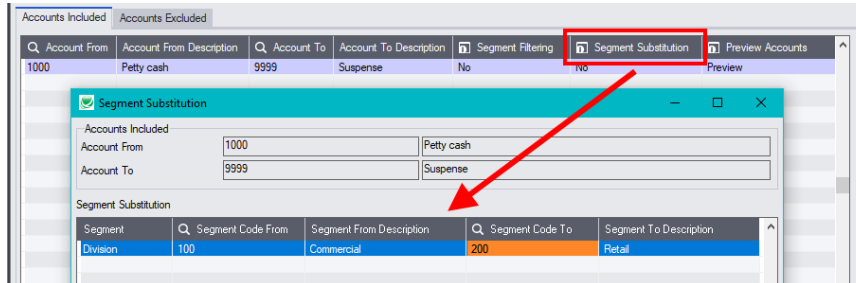 Accounts Included Accounts Excluded
Account From Account From Description Account To Account To Description Segment Filtering Segment Substitution Preview Accounts
1000 Petty cash 9999 Suspense No No Preview
Segment Substitution
Accounts Included
Account From 1000 Petty cash
Account To 9999 Suspense
Segment Substitution
Segment Segment Code From Segment From Description Segment Code To Segment To Description
Division 100 Commercial 200 Retail